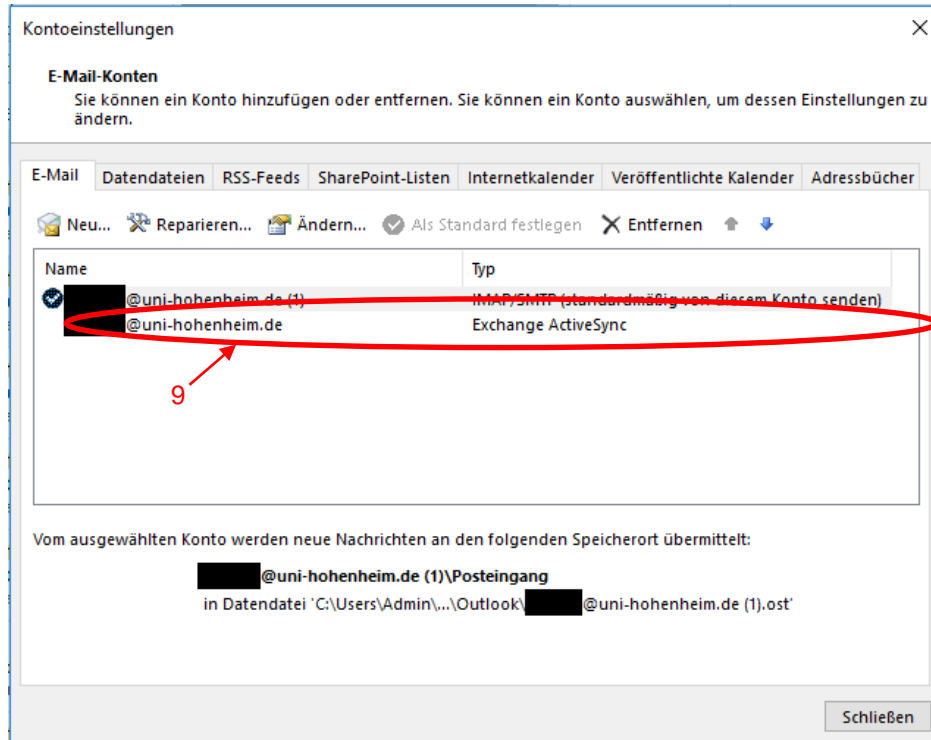 Kontoeinstellungen
E-Mail-Konten
Sie können ein Konto hinzufügen oder entfernen. Sie können ein Konto auswählen, um dessen Einstellungen zu
ändern.
E-Mail Datendateien RSS-Feeds SharePoint-Listen Internetkalender Veröffentlichte Kalender Adressbücher
Neu... Reparieren... Ändern... Als Standard festlegen Entfernen
Name Typ
@uni-hohenheim.de (1) IMAP/SMTP (standardmäßig von diesem Konto senden)
@uni-hohenheim.de Exchange ActiveSync
9
Vom ausgewählten Konto werden neue Nachrichten an den folgenden Speicherort übermittelt:
@uni-hohenheim.de (1)\Posteingang
in Datendatei 'C:\Users\Admin\...\Outlook\ @uni-hohenheim.de (1).ost'
Schließen